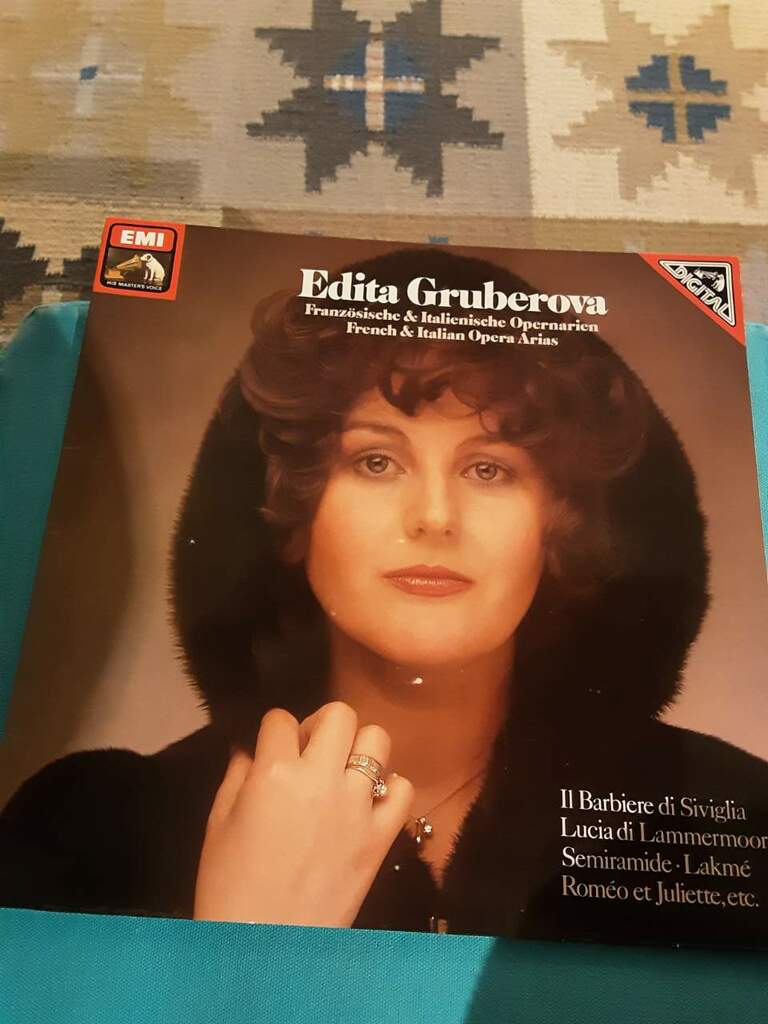 EMI
HIS MASTER'S VOICE
DIGITAL
Edita Gruberova
Französische & Italienische Opernarien
French & Italian Opera Arias
Il Barbiere di Siviglia
Lucia di Lammermoor
Semiramide · Lakmé
Roméo et Juliette, etc.